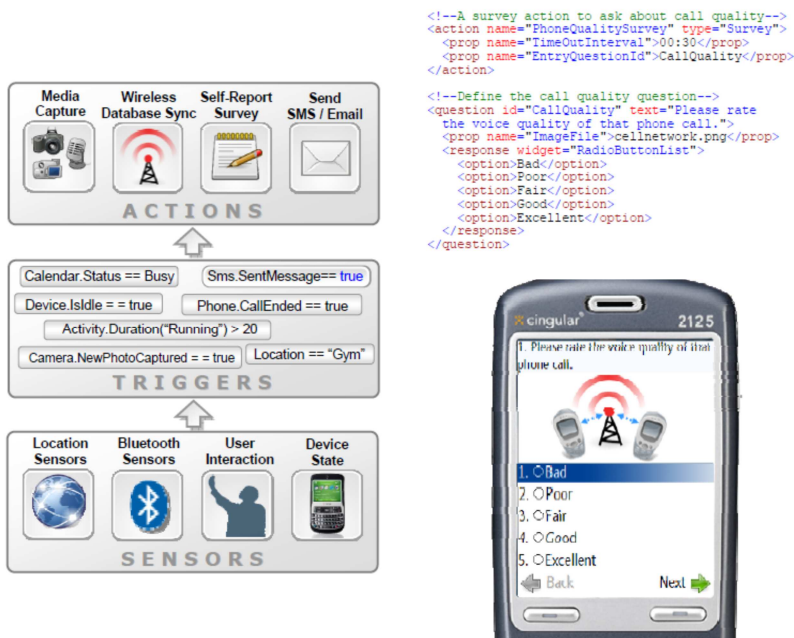 Media Capture
Wireless Database Sync
Self-Report Survey
Send SMS / Email
ACTIONS
Calendar.Status == Busy
Sms.SentMessage== true
Device.IsIdle = = true
Phone.CallEnded == true
Activity.Duration("Running") > 20
Camera.NewPhotoCaptured = = true
Location == "Gym"
TRIGGERS
Location Sensors
Bluetooth Sensors
User Interaction
Device State
SENSORS
<!--A survey action to ask about call quality-->
<action name="PhoneQualitySurvey" type="Survey">
<prop name="TimeOutInterval">00:30</prop>
<prop name="EntryQuestionId">CallQuality</prop>
</action>
<!--Define the call quality question-->
<question id="CallQuality" text="Please rate
the voice quality of that phone call.">
<prop name="ImageFile">cellnetwork.png</prop>
<response widget="RadioButtonList">
<option>Bad</option>
<option>Poor</option>
<option>Fair</option>
<option>Good</option>
<option>Excellent</option>
</response>
</question>
cingular
2125
1. Please rate the voice quality of that
phone call.
1. Bad
2. Poor
3. Fair
4. Good
5. Excellent
Back
Next